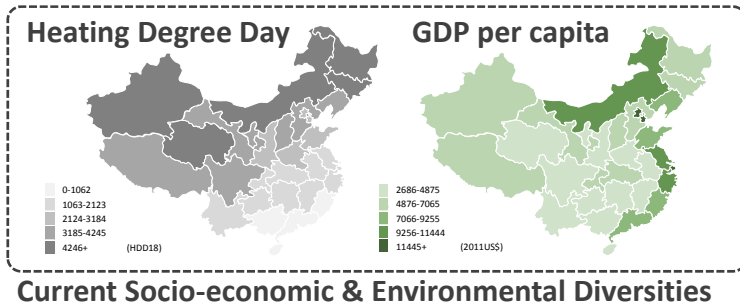 Heating Degree Day
GDP per capita
0-1062
1063-2123
2124-3184
3185-4245
4246+ (HDD18)
2686-4875
4876-7065
7066-9255
9256-11444
11445+ (2011US$)
Current Socio-economic & Environmental Diversities